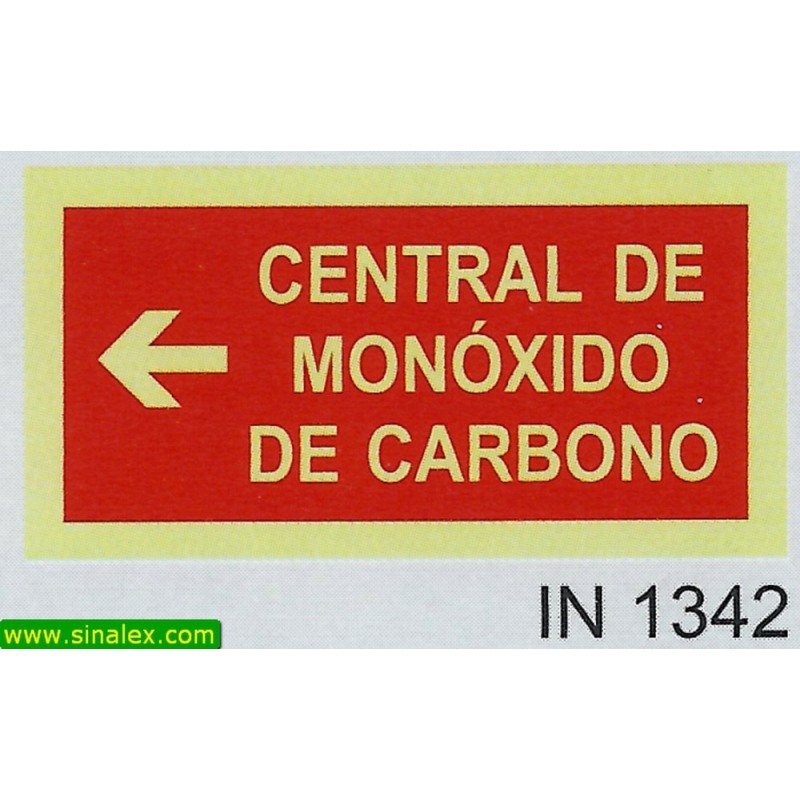 CENTRAL DE
MONÓXIDO
DE CARBONO
IN 1342
www.sinalex.com